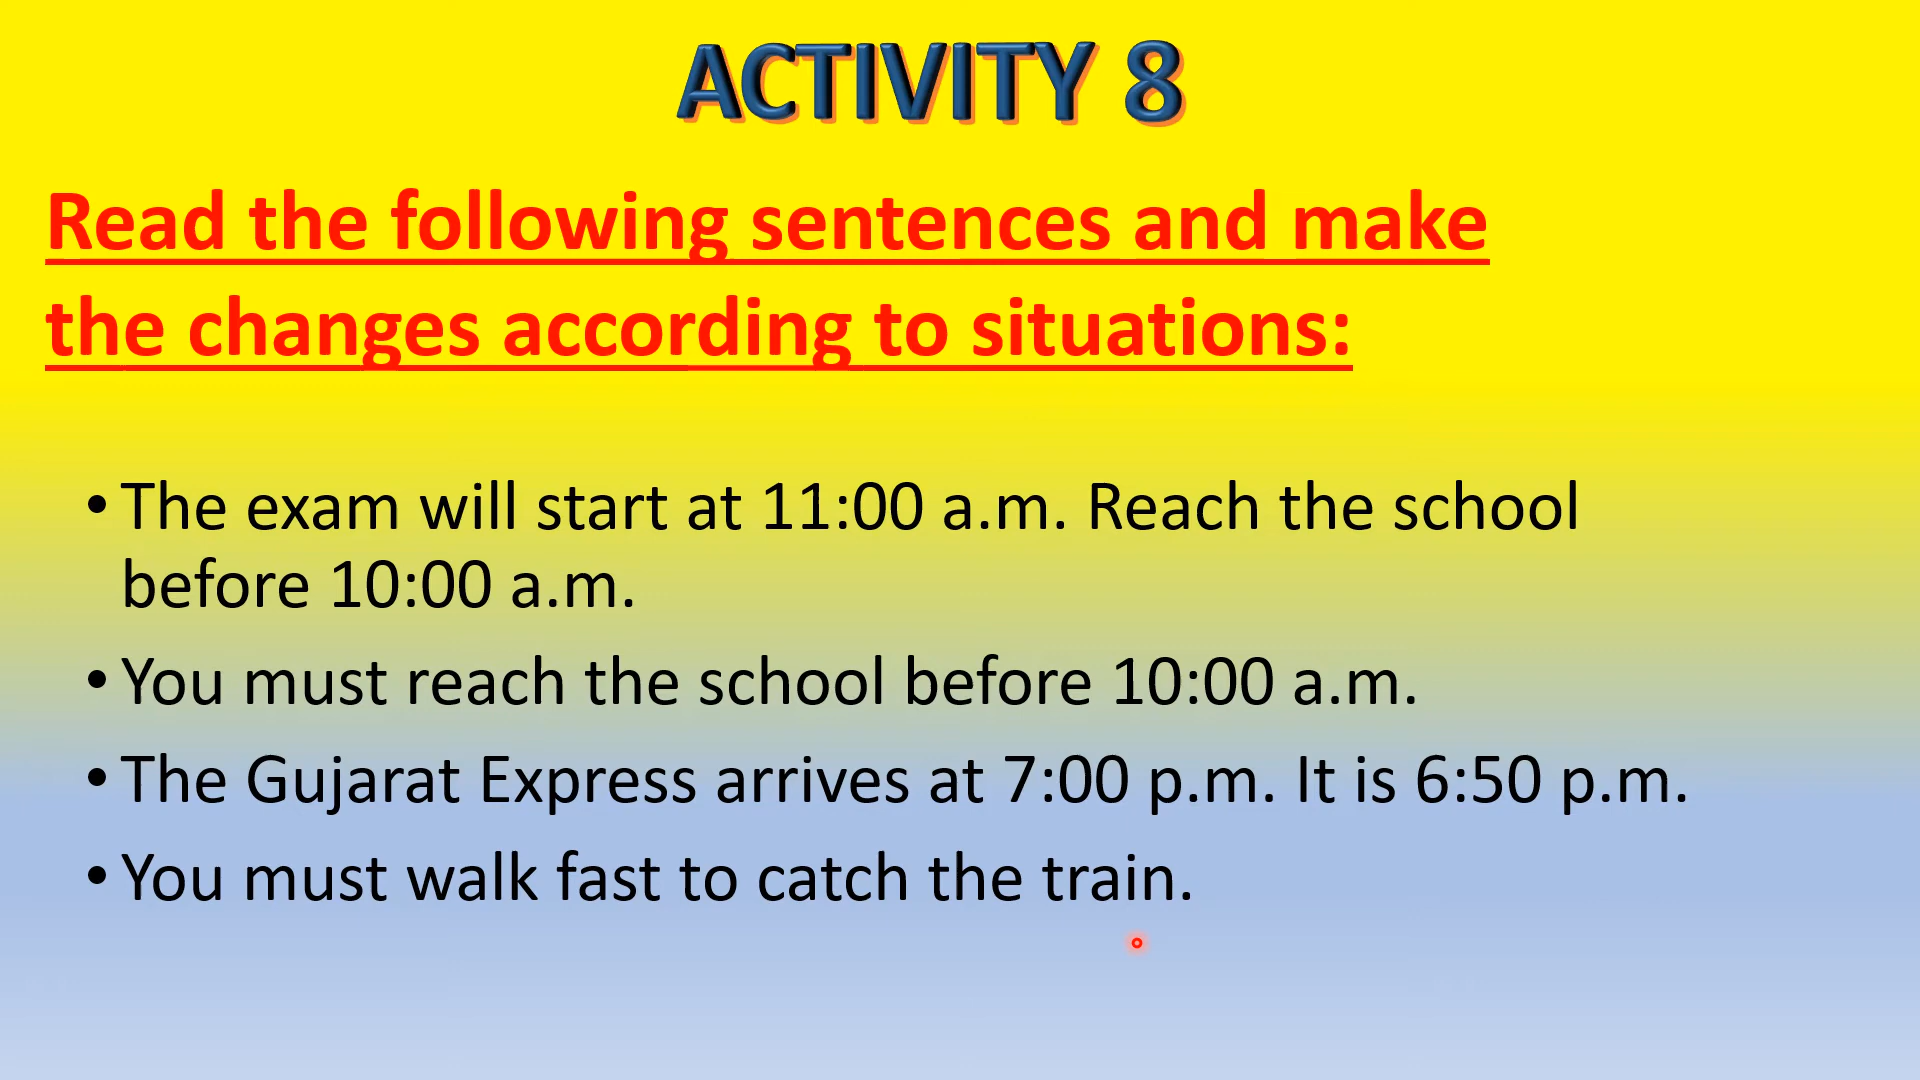 ACTIVITY 8
Read the following sentences and make
the changes according to situations:
• The exam will start at 11:00 a.m. Reach the school
before 10:00 a.m.
• You must reach the school before 10:00 a.m.
• The Gujarat Express arrives at 7:00 p.m. It is 6:50 p.m.
• You must walk fast to catch the train.